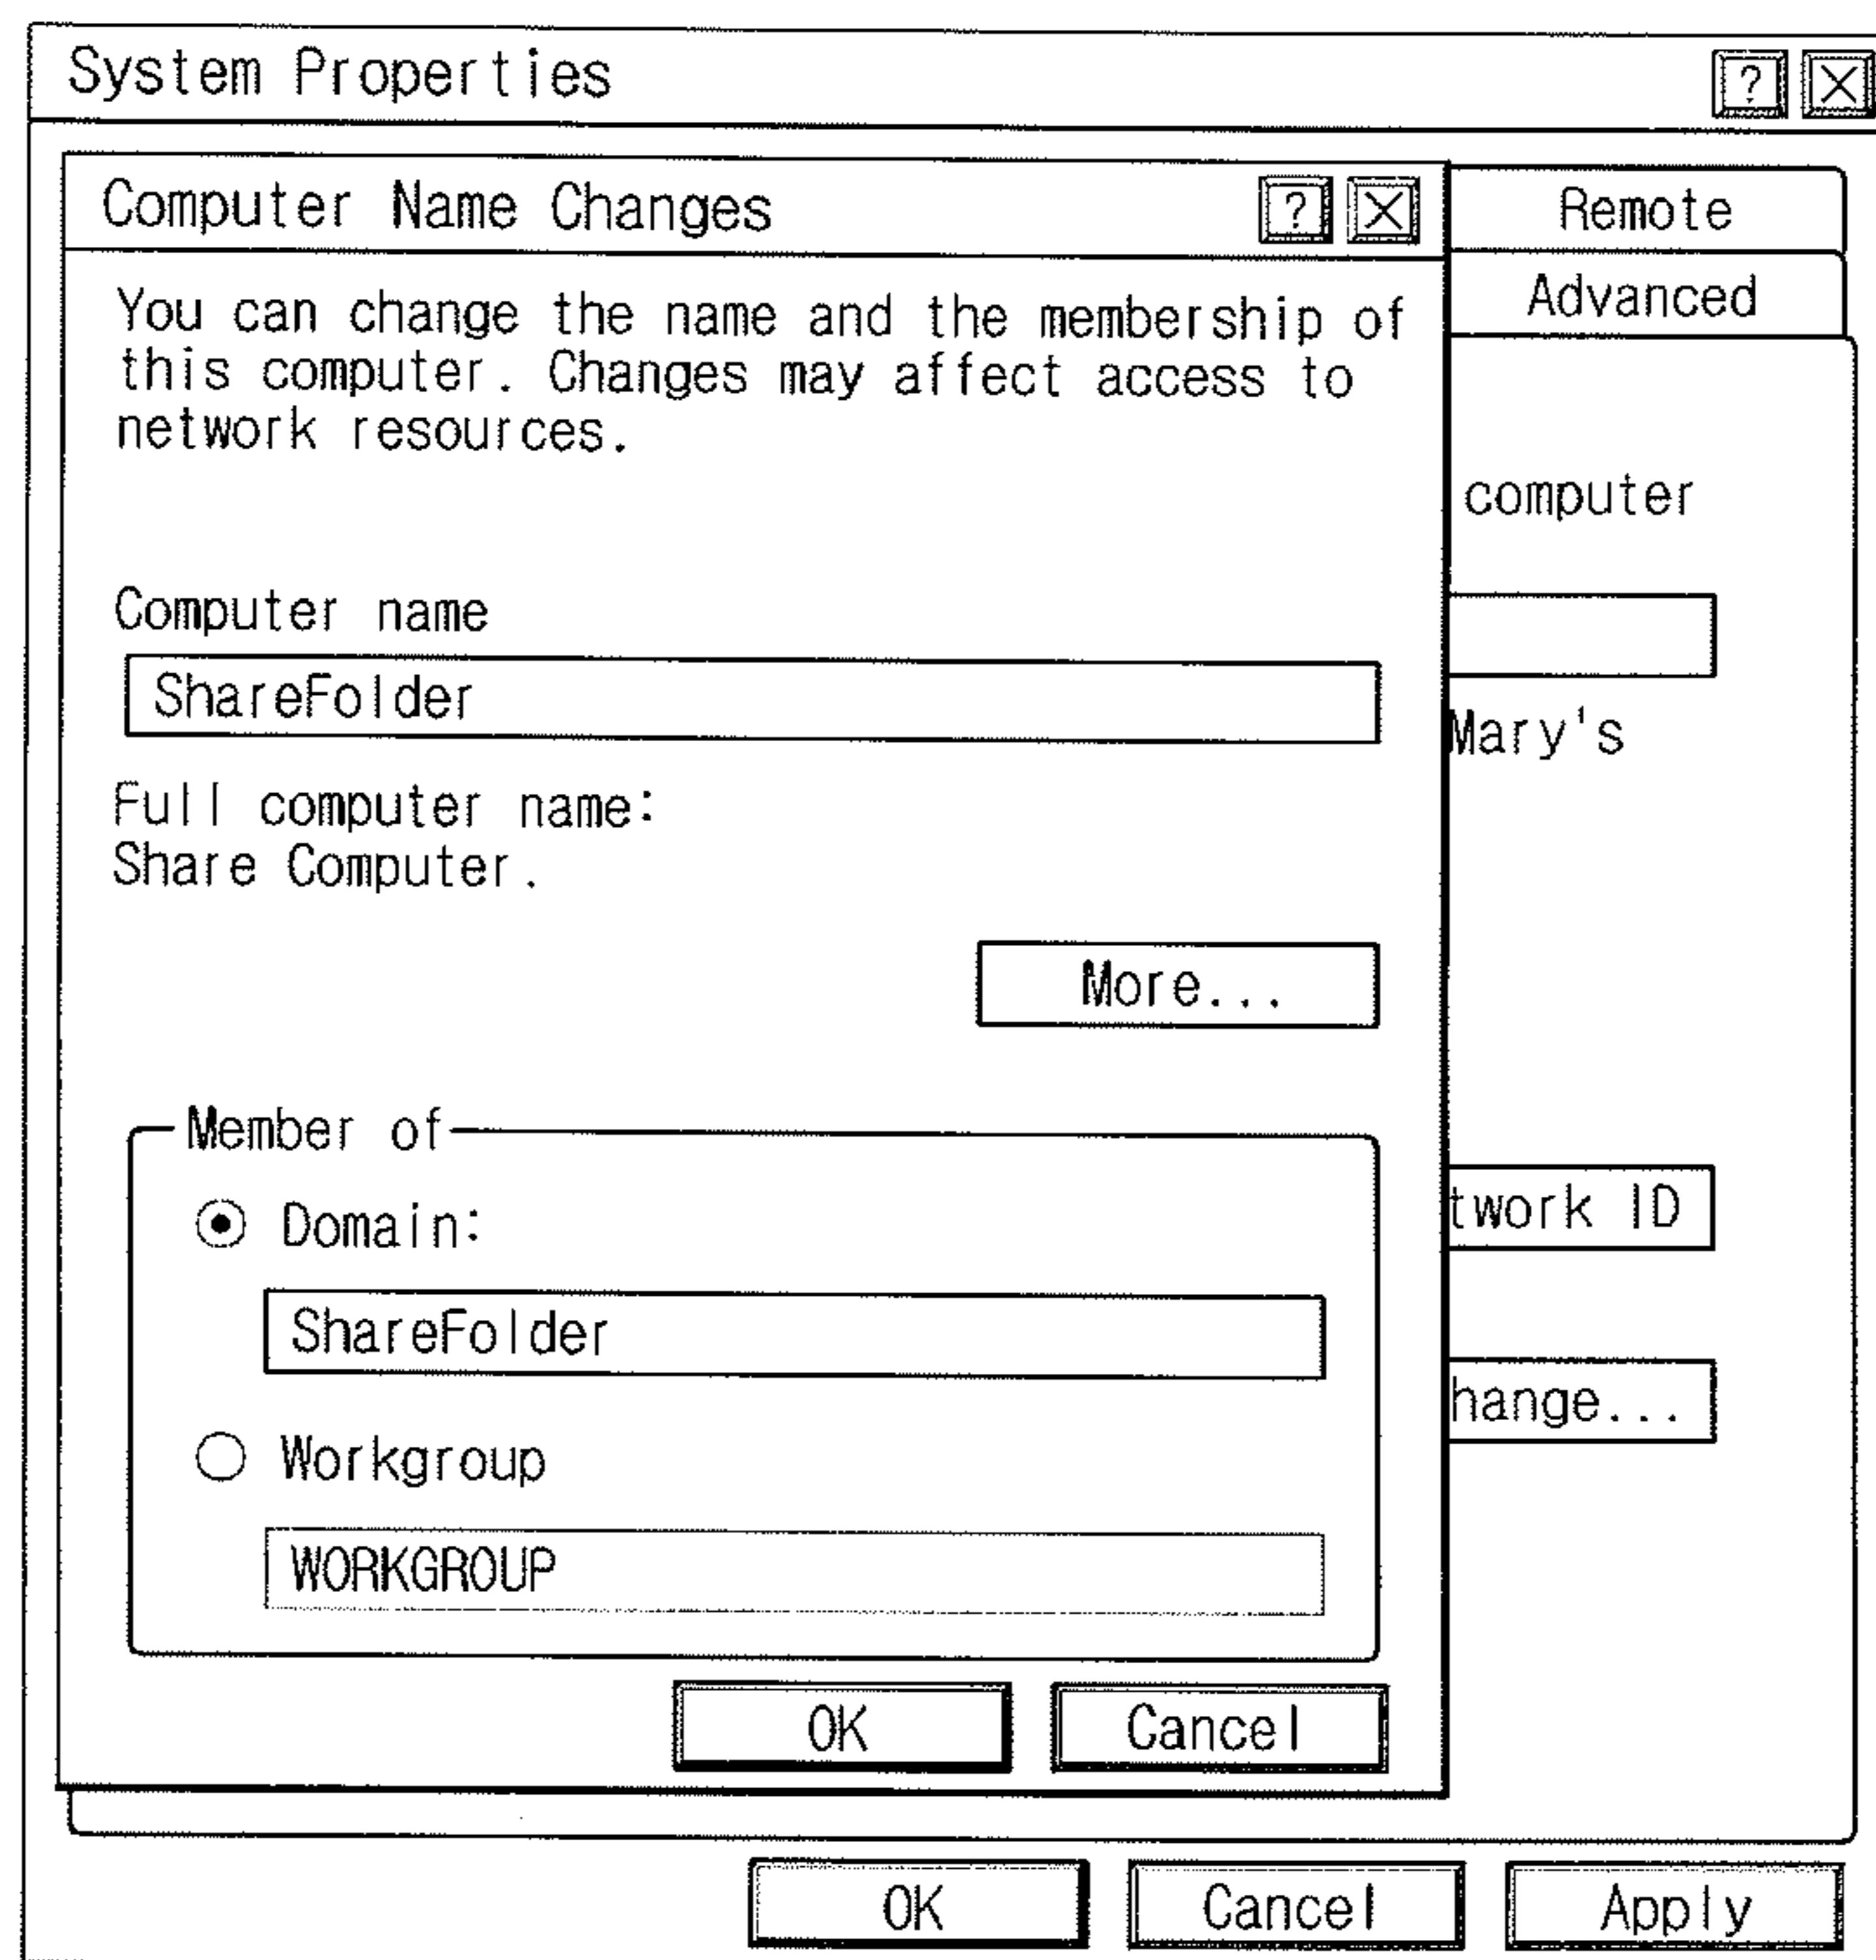 System Properties
?
Computer Name Changes
?
Remote
Advanced
You can change the name and the membership of
this computer. Changes may affect access to
network resources.
computer
Computer name
ShareFolder
Mary's
Full computer name:
Share Computer.
More...
Member of
Domain:
twork ID
ShareFolder
hange...
Workgroup
WORKGROUP
OK
Cancel
OK
Cancel
Apply